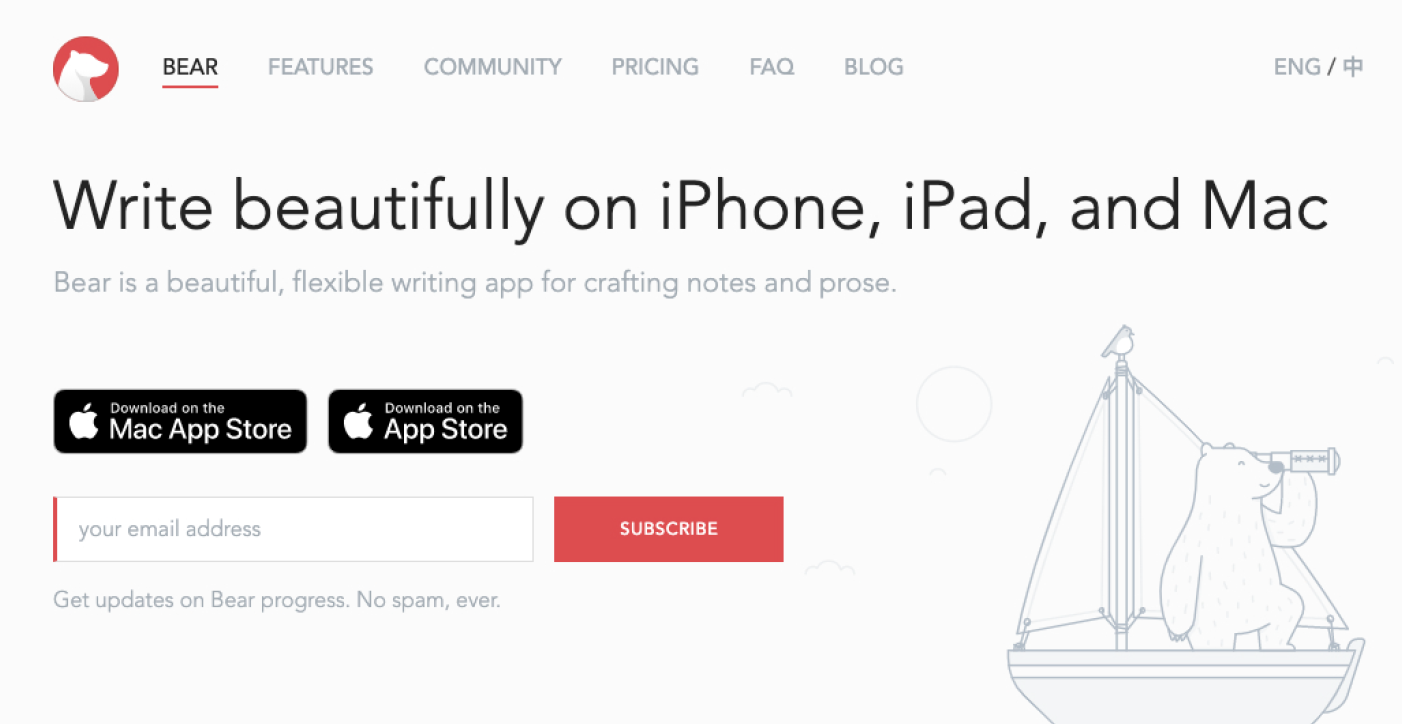 BEAR FEATURES COMMUNITY PRICING FAQ BLOG ENG / 中
Write beautifully on iPhone, iPad, and Mac
Bear is a beautiful, flexible writing app for crafting notes and prose.
Download on the Mac App Store
Download on the App Store
your email address SUBSCRIBE
Get updates on Bear progress. No spam, ever.